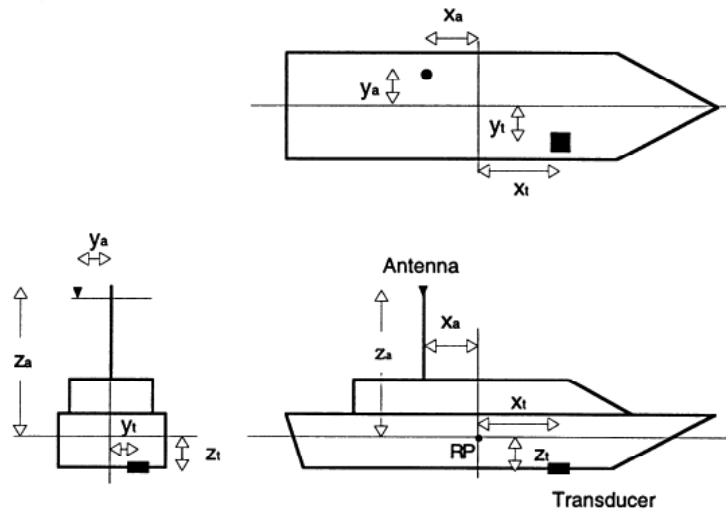 xa
ya
yt
xt
ya
za
yt
zt
Antenna
xa
za
xt
RP
zt
Transducer